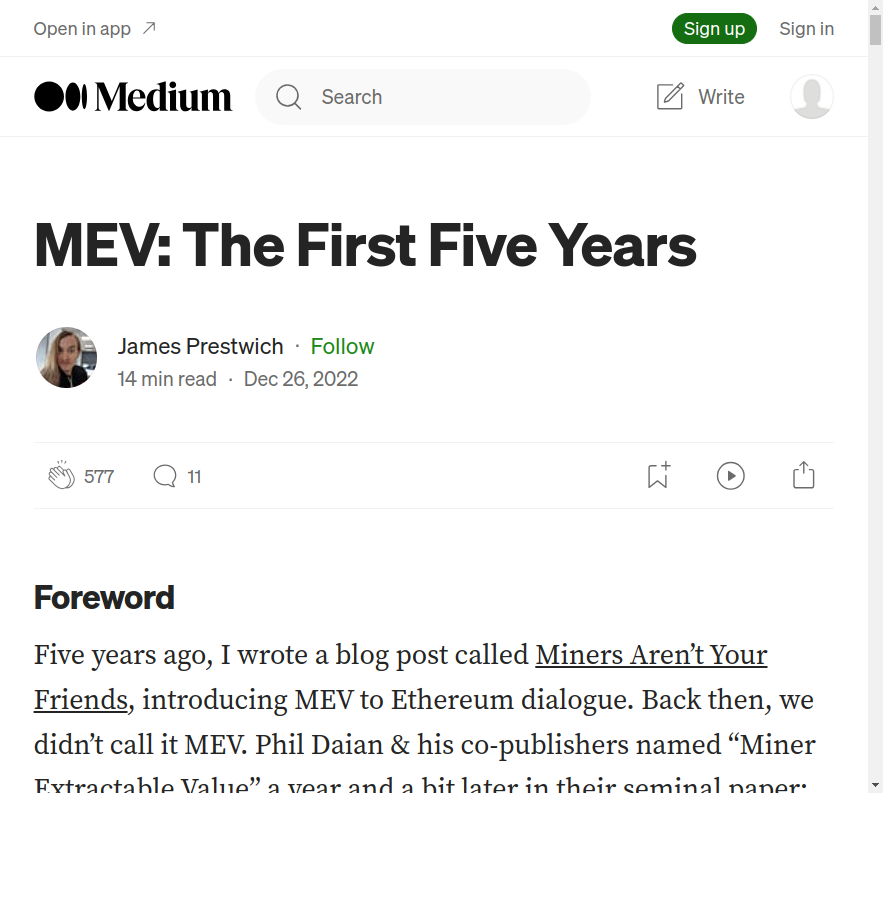 Open in app
Sign up
Sign in
Medium
Search
Write
MEV: The First Five Years
James Prestwich · Follow
14 min read · Dec 26, 2022
577
11
Foreword
Five years ago, I wrote a blog post called Miners Aren’t Your
Friends, introducing MEV to Ethereum dialogue. Back then, we
didn’t call it MEV. Phil Daian & his co-publishers named “Miner
Extractable Value” a year and a bit later in their seminal paper: